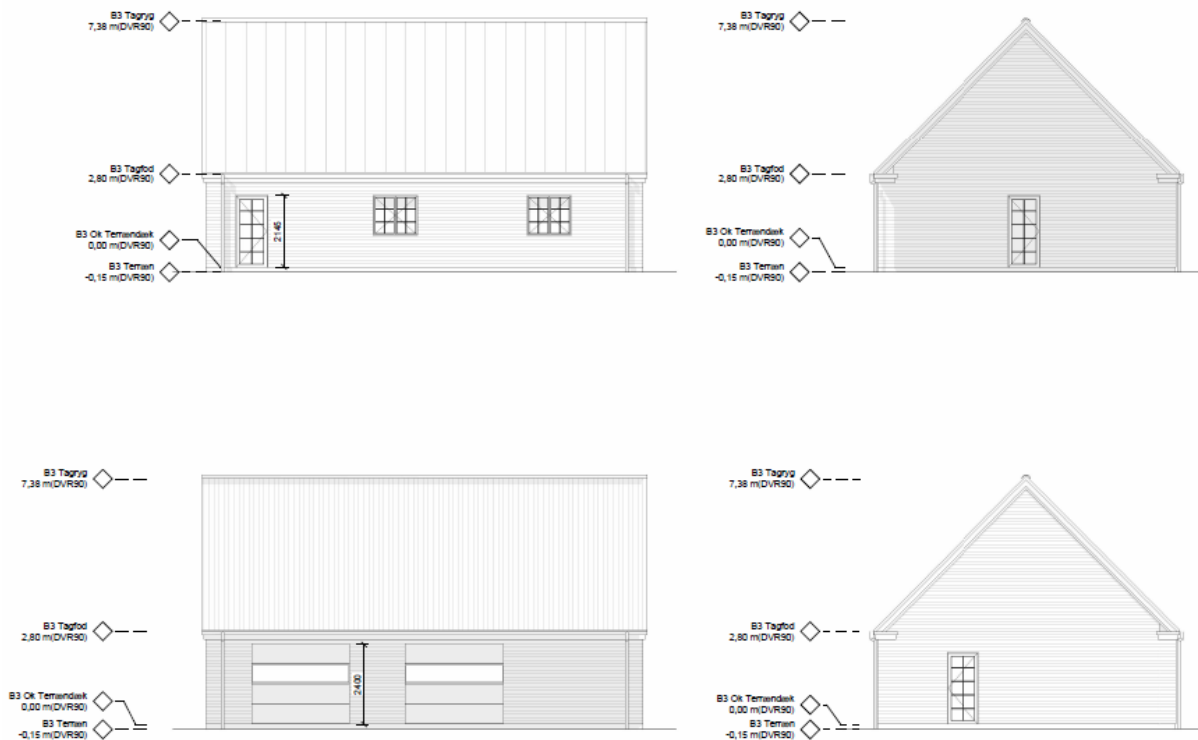 B3 Tagryg
7,38 m(DVR90)
B3 Tagfod
2,80 m(DVR90)
2145
B3 Ok Terrændæk
0,00 m(DVR90)
B3 Terræn
-0,15 m(DVR90)
B3 Tagryg
7,38 m(DVR90)
B3 Tagfod
2,80 m(DVR90)
B3 Ok Terrændæk
0,00 m(DVR90)
B3 Terræn
-0,15 m(DVR90)
B3 Tagryg
7,38 m(DVR90)
B3 Tagfod
2,80 m(DVR90)
2400
B3 Ok Terrændæk
0,00 m(DVR90)
B3 Terræn
-0,15 m(DVR90)
B3 Tagryg
7,38 m(DVR90)
B3 Tagfod
2,80 m(DVR90)
B3 Ok Terrændæk
0,00 m(DVR90)
B3 Terræn
-0,15 m(DVR90)